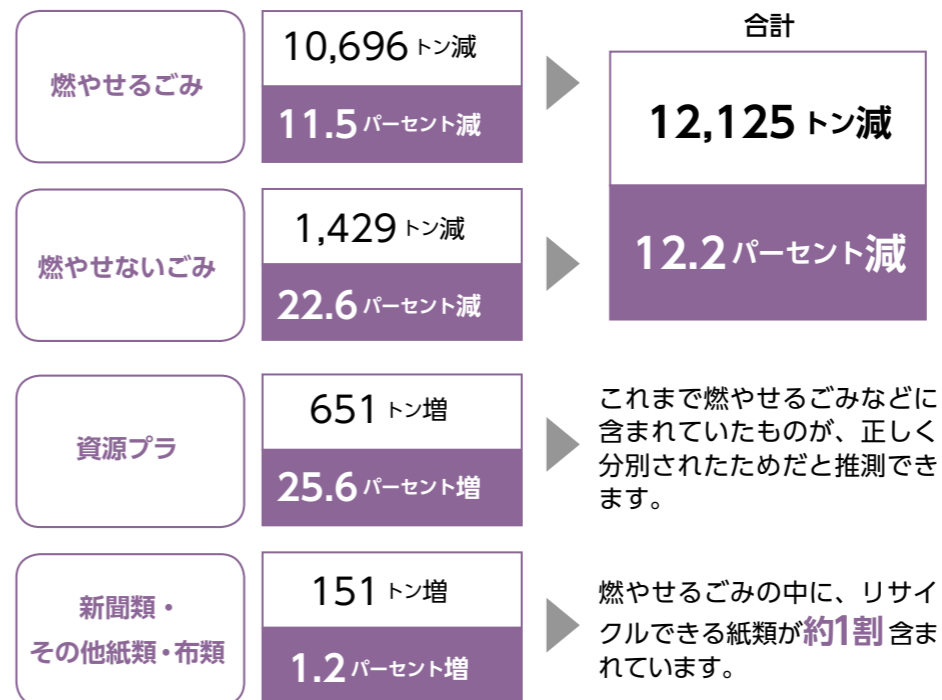 燃やせるごみ
10,696 トン減
11.5 パーセント減
合計
12,125 トン減
12.2 パーセント減
燃やせないごみ
1,429 トン減
22.6 パーセント減
資源プラ
651 トン増
25.6 パーセント増
これまで燃やせるごみなどに
含まれていたものが、正しく
分別されたためだと推測でき
ます。
新聞類・
その他紙類・布類
151 トン増
1.2 パーセント増
燃やせるごみの中に、リサイ
クルできる紙類が約1割 含ま
れています。